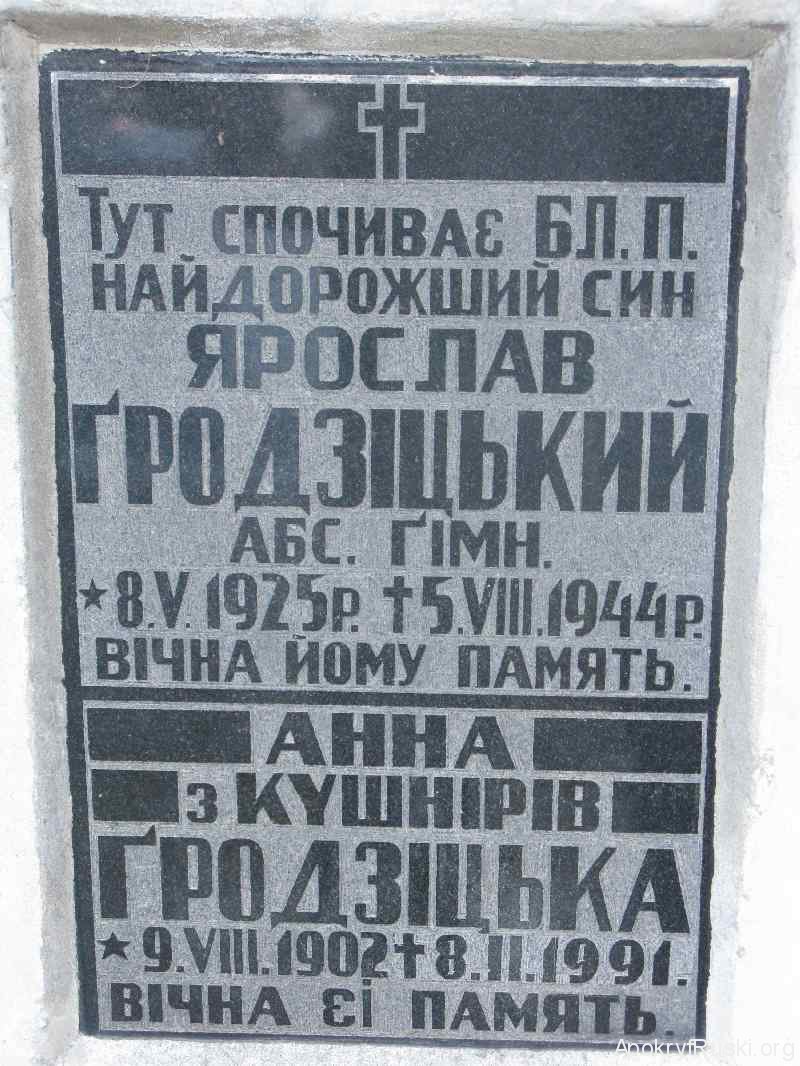 Тут спочиває БЛ. П.
НАЙДОРОЖШИЙ СИН
ЯРОСЛАВ
ҐРОДЗІЦЬКИЙ
АБС. ҐІМН.
★8.V.1925р. ✝5.VIII.1944р.
ВІЧНА ЙОМУ ПАМЯТЬ.
АННА
з КУШНІРІВ
ҐРОДЗІЦЬКА
★9.VIII.1902✝8.II.1991.
ВІЧНА ЄІ ПАМЯТЬ.
ApokryfRuski.org